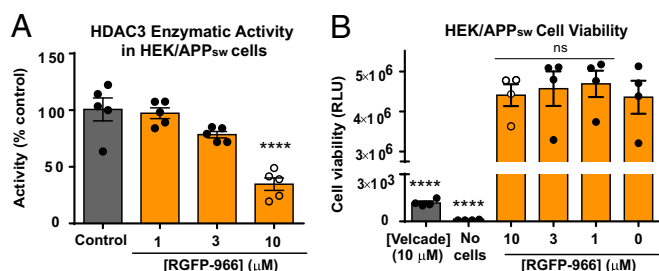 A
HDAC3 Enzymatic Activity
in HEK/APPsw cells
Activity (% control)
150
100
50
0
****
Control
1
3
10
[RGFP-966] (μM)
B
HEK/APPsw Cell Viability
ns
Cell viability (RLU)
5×10⁶
4×10⁶
3×10⁶
3×10³
0
****
****
[Velcade]
(10 μM)
No
cells
10
3
1
0
[RGFP-966] (μM)